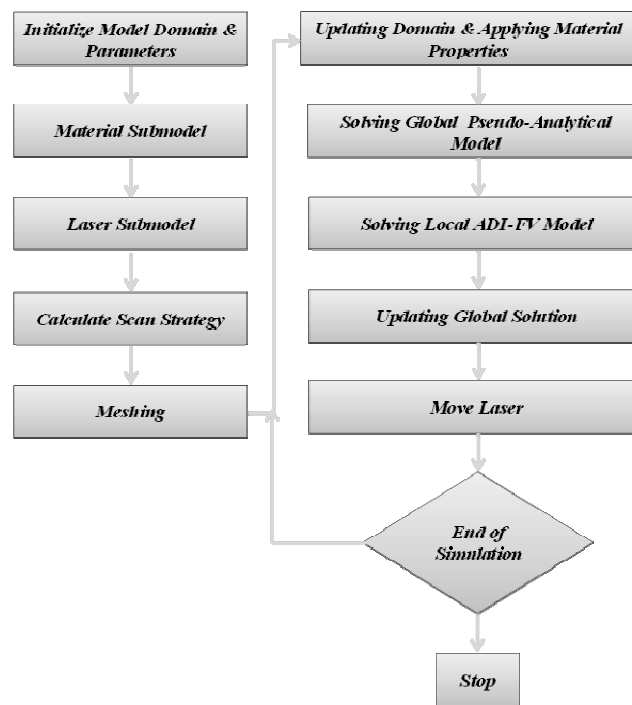 Initialize Model Domain &
Parameters
Material Submodel
Laser Submodel
Calculate Scan Strategy
Meshing
Updating Domain & Applying Material
Properties
Solving Global Pseudo-Analytical
Model
Solving Local ADI-FV Model
Updating Global Solution
Move Laser
End of
Simulation
Stop